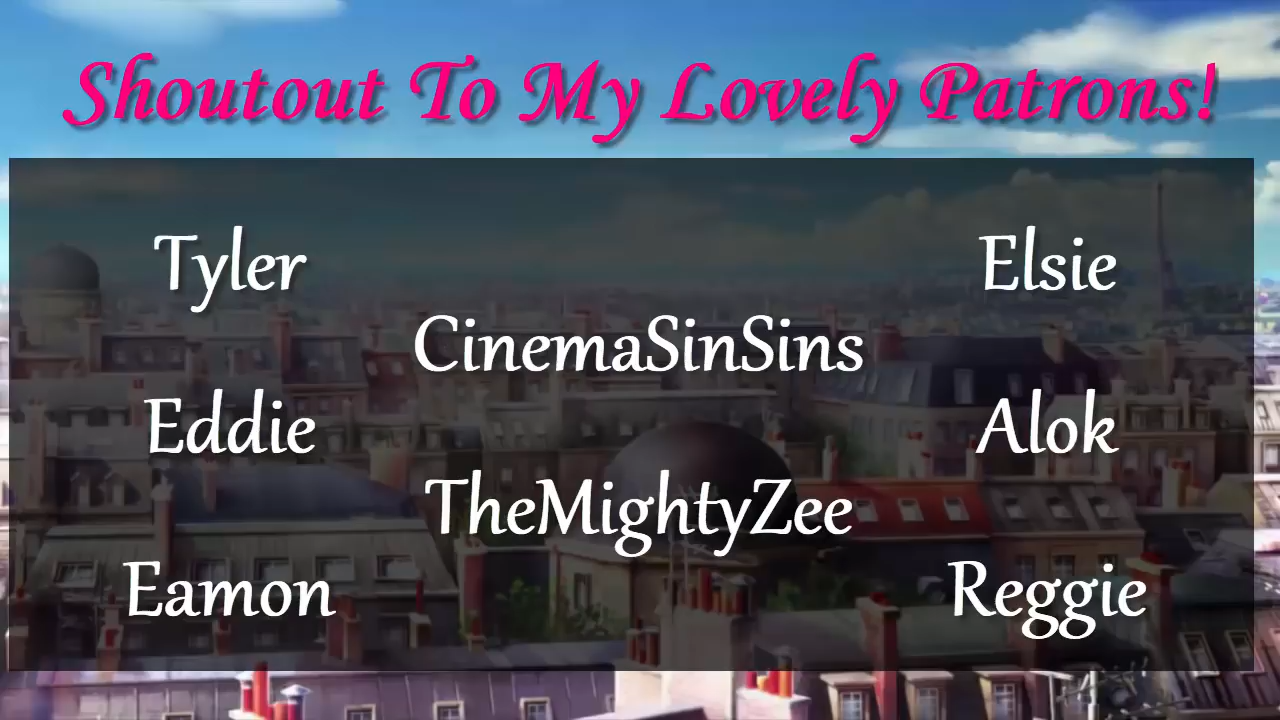 Shoutout To My Lovely Patrons!
Tyler
Elsie
CinemaSinSins
Eddie
Alok
TheMightyZee
Eamon
Reggie